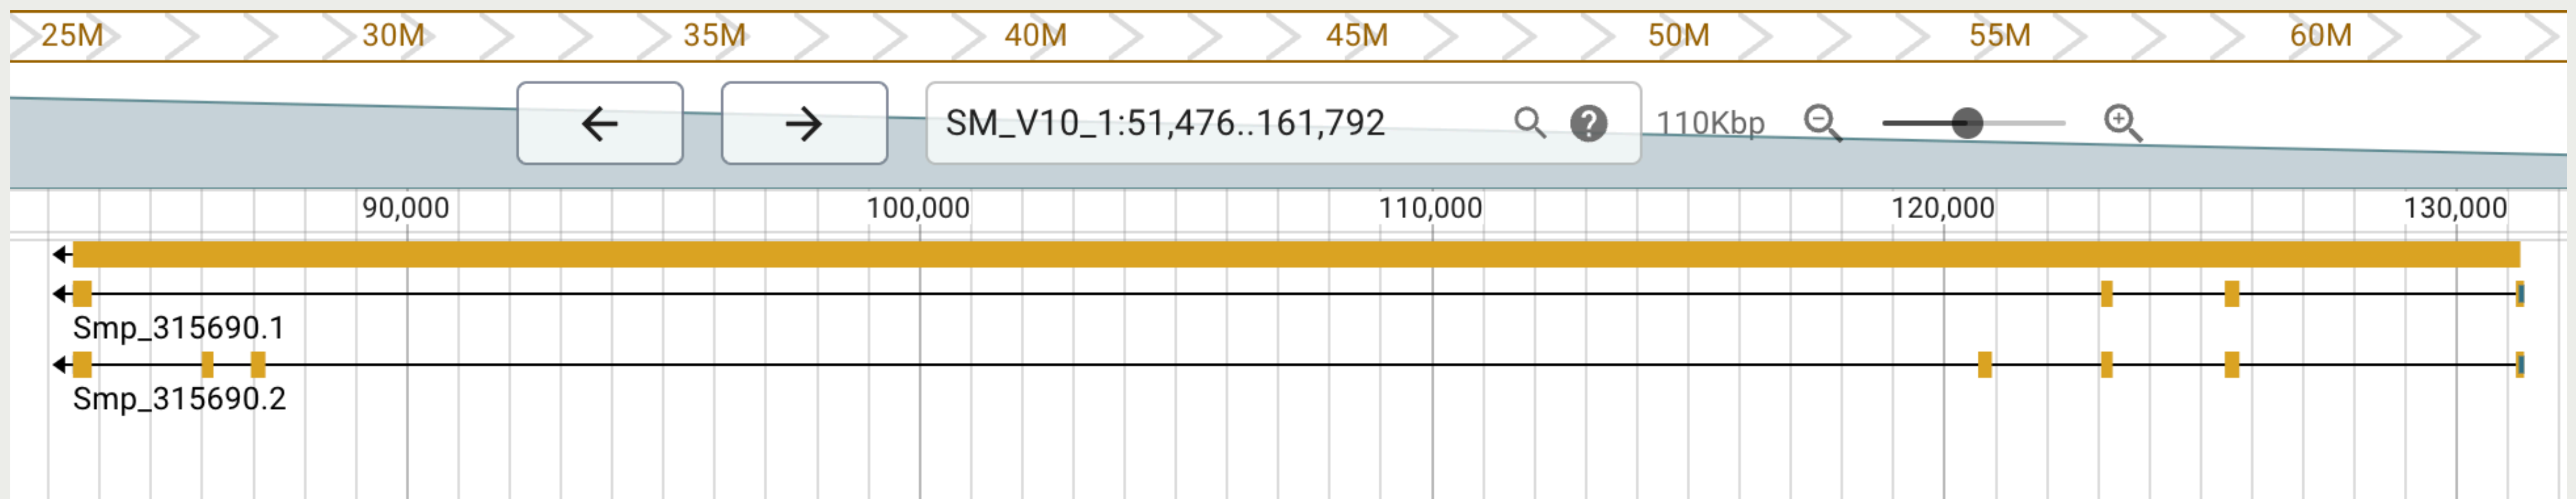 25M 30M 35M 40M 45M 50M 55M 60M
SM_V10_1:51,476..161,792 110Kbp
90,000 100,000 110,000 120,000 130,000
Smp_315690.1
Smp_315690.2